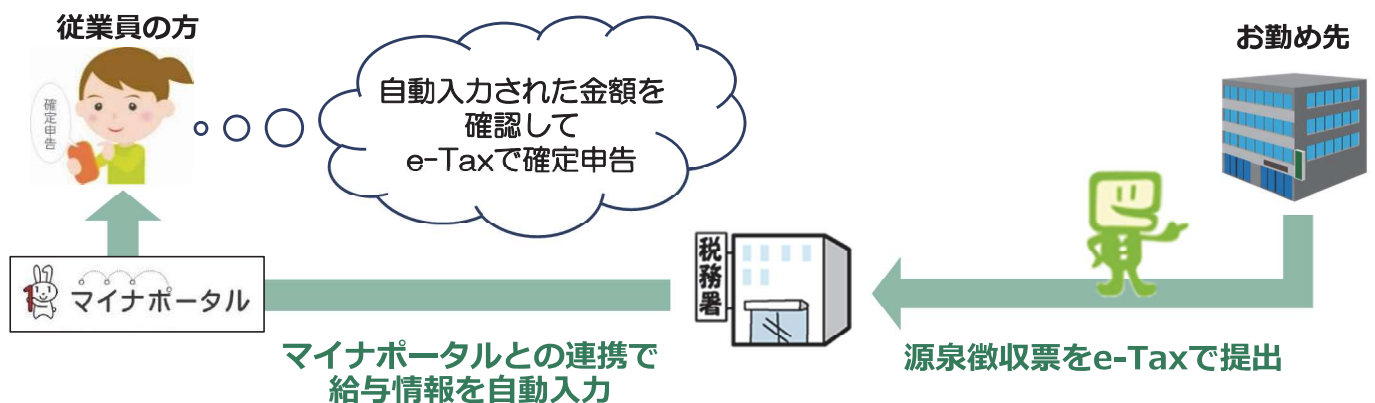 従業員の方
確定申告
自動入力された金額を
確認して
e-Taxで確定申告
お勤め先
税務署
マイナポータル
マイナポータルとの連携で
給与情報を自動入力
源泉徴収票をe-Taxで提出